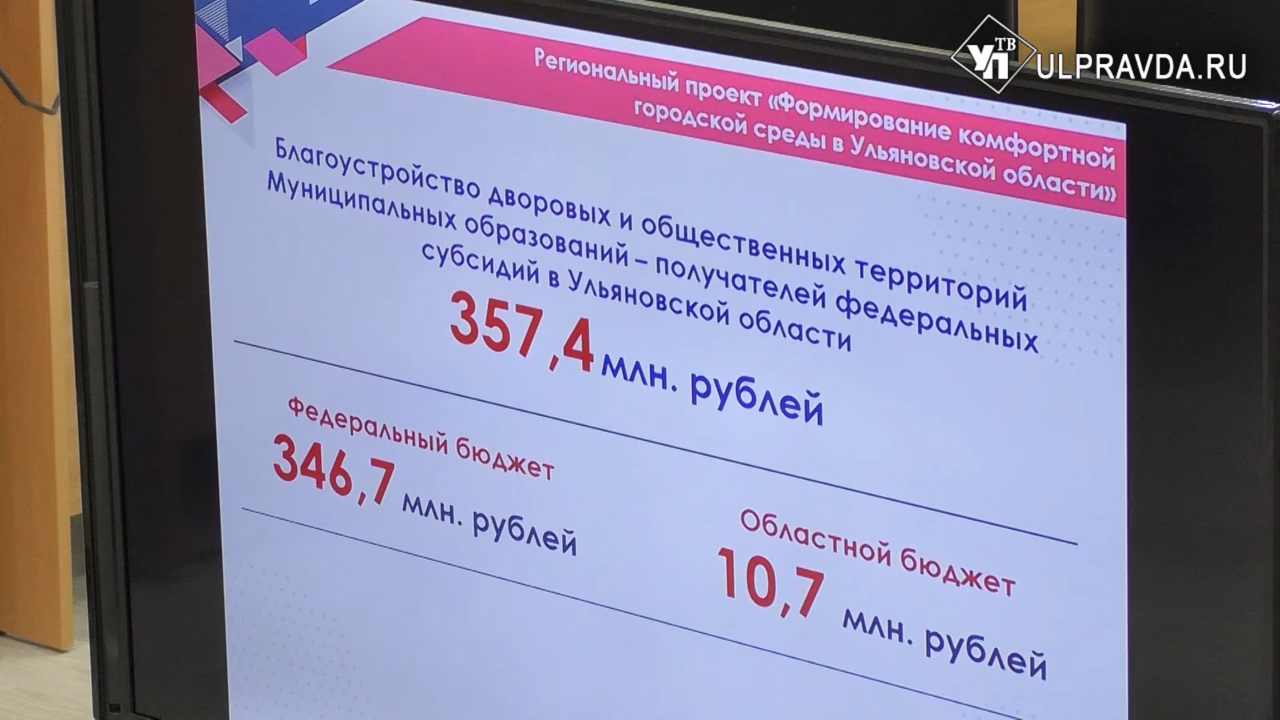 УП ТВ ULPRAVDA.RU
Региональный проект «Формирование комфортной
городской среды в Ульяновской области»
Благоустройство дворовых и общественных территорий
Муниципальных образований – получателей федеральных
субсидий в Ульяновской области
357,4 млн. рублей
Федеральный бюджет
346,7 млн. рублей
Областной бюджет
10,7 млн. рублей